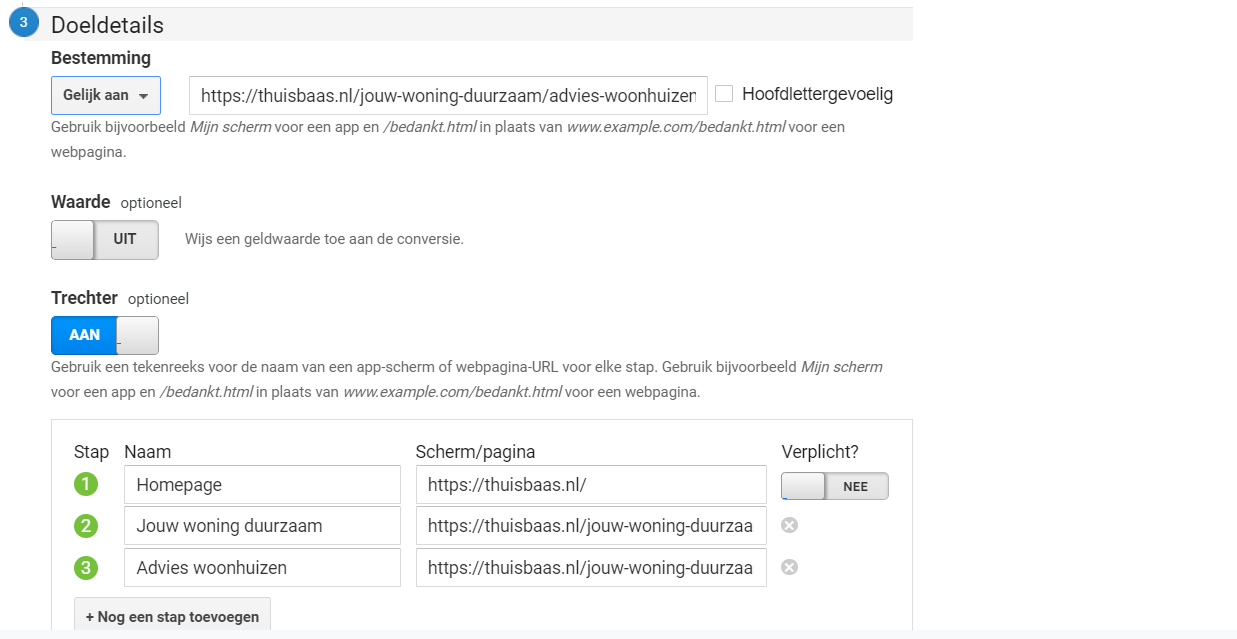 3 Doeldetails
Bestemming
Gelijk aan https://thuisbaas.nl/jouw-woning-duurzaam/advies-woonhuizen Hoofdlettergevoelig
Gebruik bijvoorbeeld Mijn scherm voor een app en /bedankt.html in plaats van www.example.com/bedankt.html voor een
webpagina.
Waarde optioneel
UIT Wijs een geldwaarde toe aan de conversie.
Trechter optioneel
AAN
Gebruik een tekenreeks voor de naam van een app-scherm of webpagina-URL voor elke stap. Gebruik bijvoorbeeld Mijn scherm
voor een app en /bedankt.html in plaats van www.example.com/bedankt.html voor een webpagina.
Stap Naam Scherm/pagina Verplicht?
1 Homepage https://thuisbaas.nl/ NEE
2 Jouw woning duurzaam https://thuisbaas.nl/jouw-woning-duurzaa
3 Advies woonhuizen https://thuisbaas.nl/jouw-woning-duurzaa
+ Nog een stap toevoegen